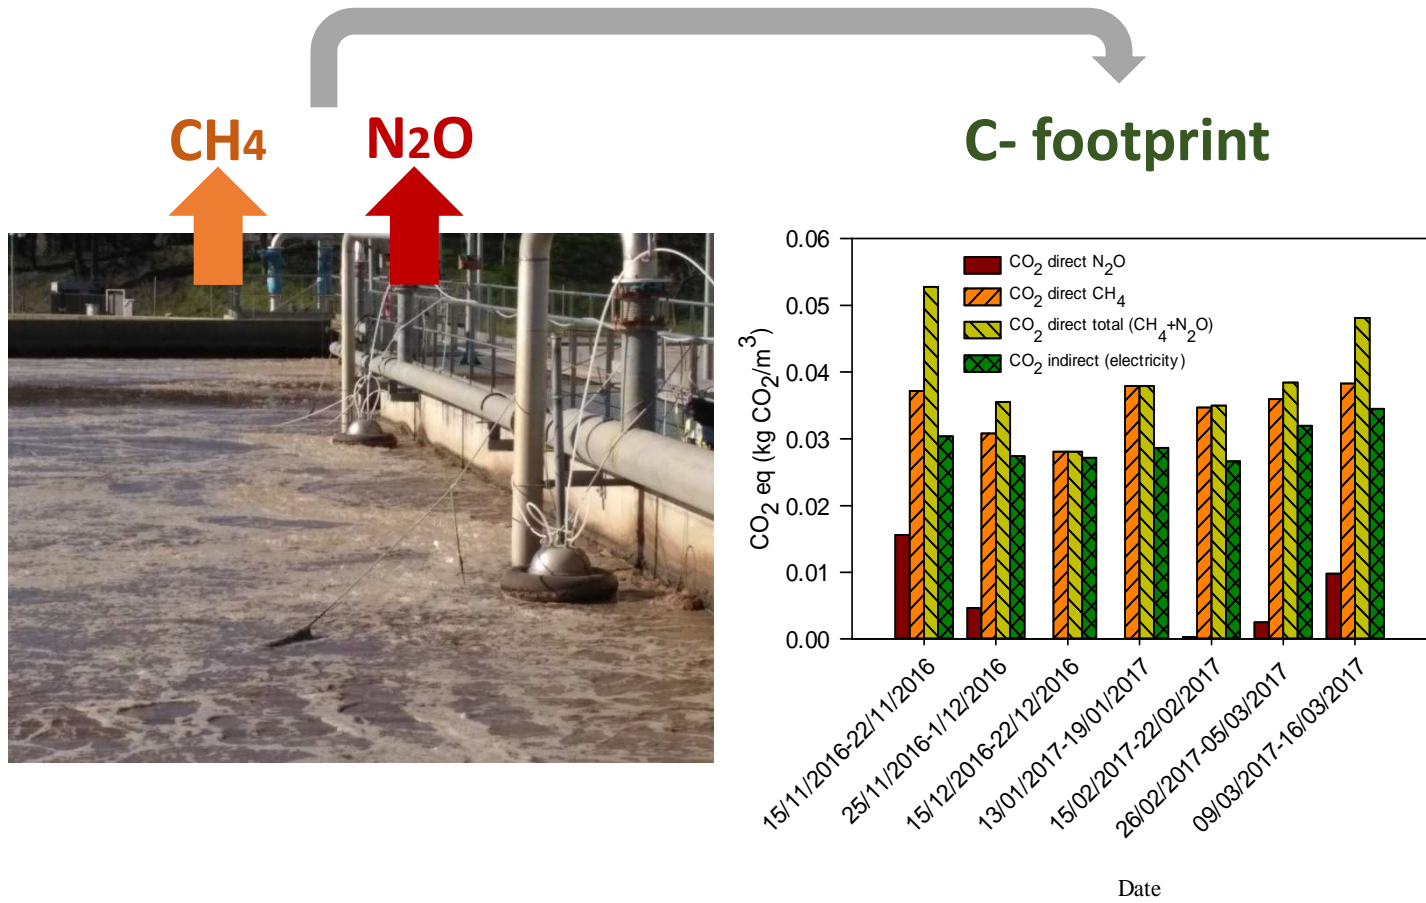 CH4
N2O
C- footprint
0.06
0.05
0.04
0.03
0.02
0.01
0.00
CO2 eq (kg CO2/m3)
CO2 direct N2O
CO2 direct CH4
CO2 direct total (CH4+N2O)
CO2 indirect (electricity)
15/11/2016-22/11/2016
25/11/2016-1/12/2016
15/12/2016-22/12/2016
13/01/2017-19/01/2017
15/02/2017-22/02/2017
26/02/2017-05/03/2017
09/03/2017-16/03/2017
Date